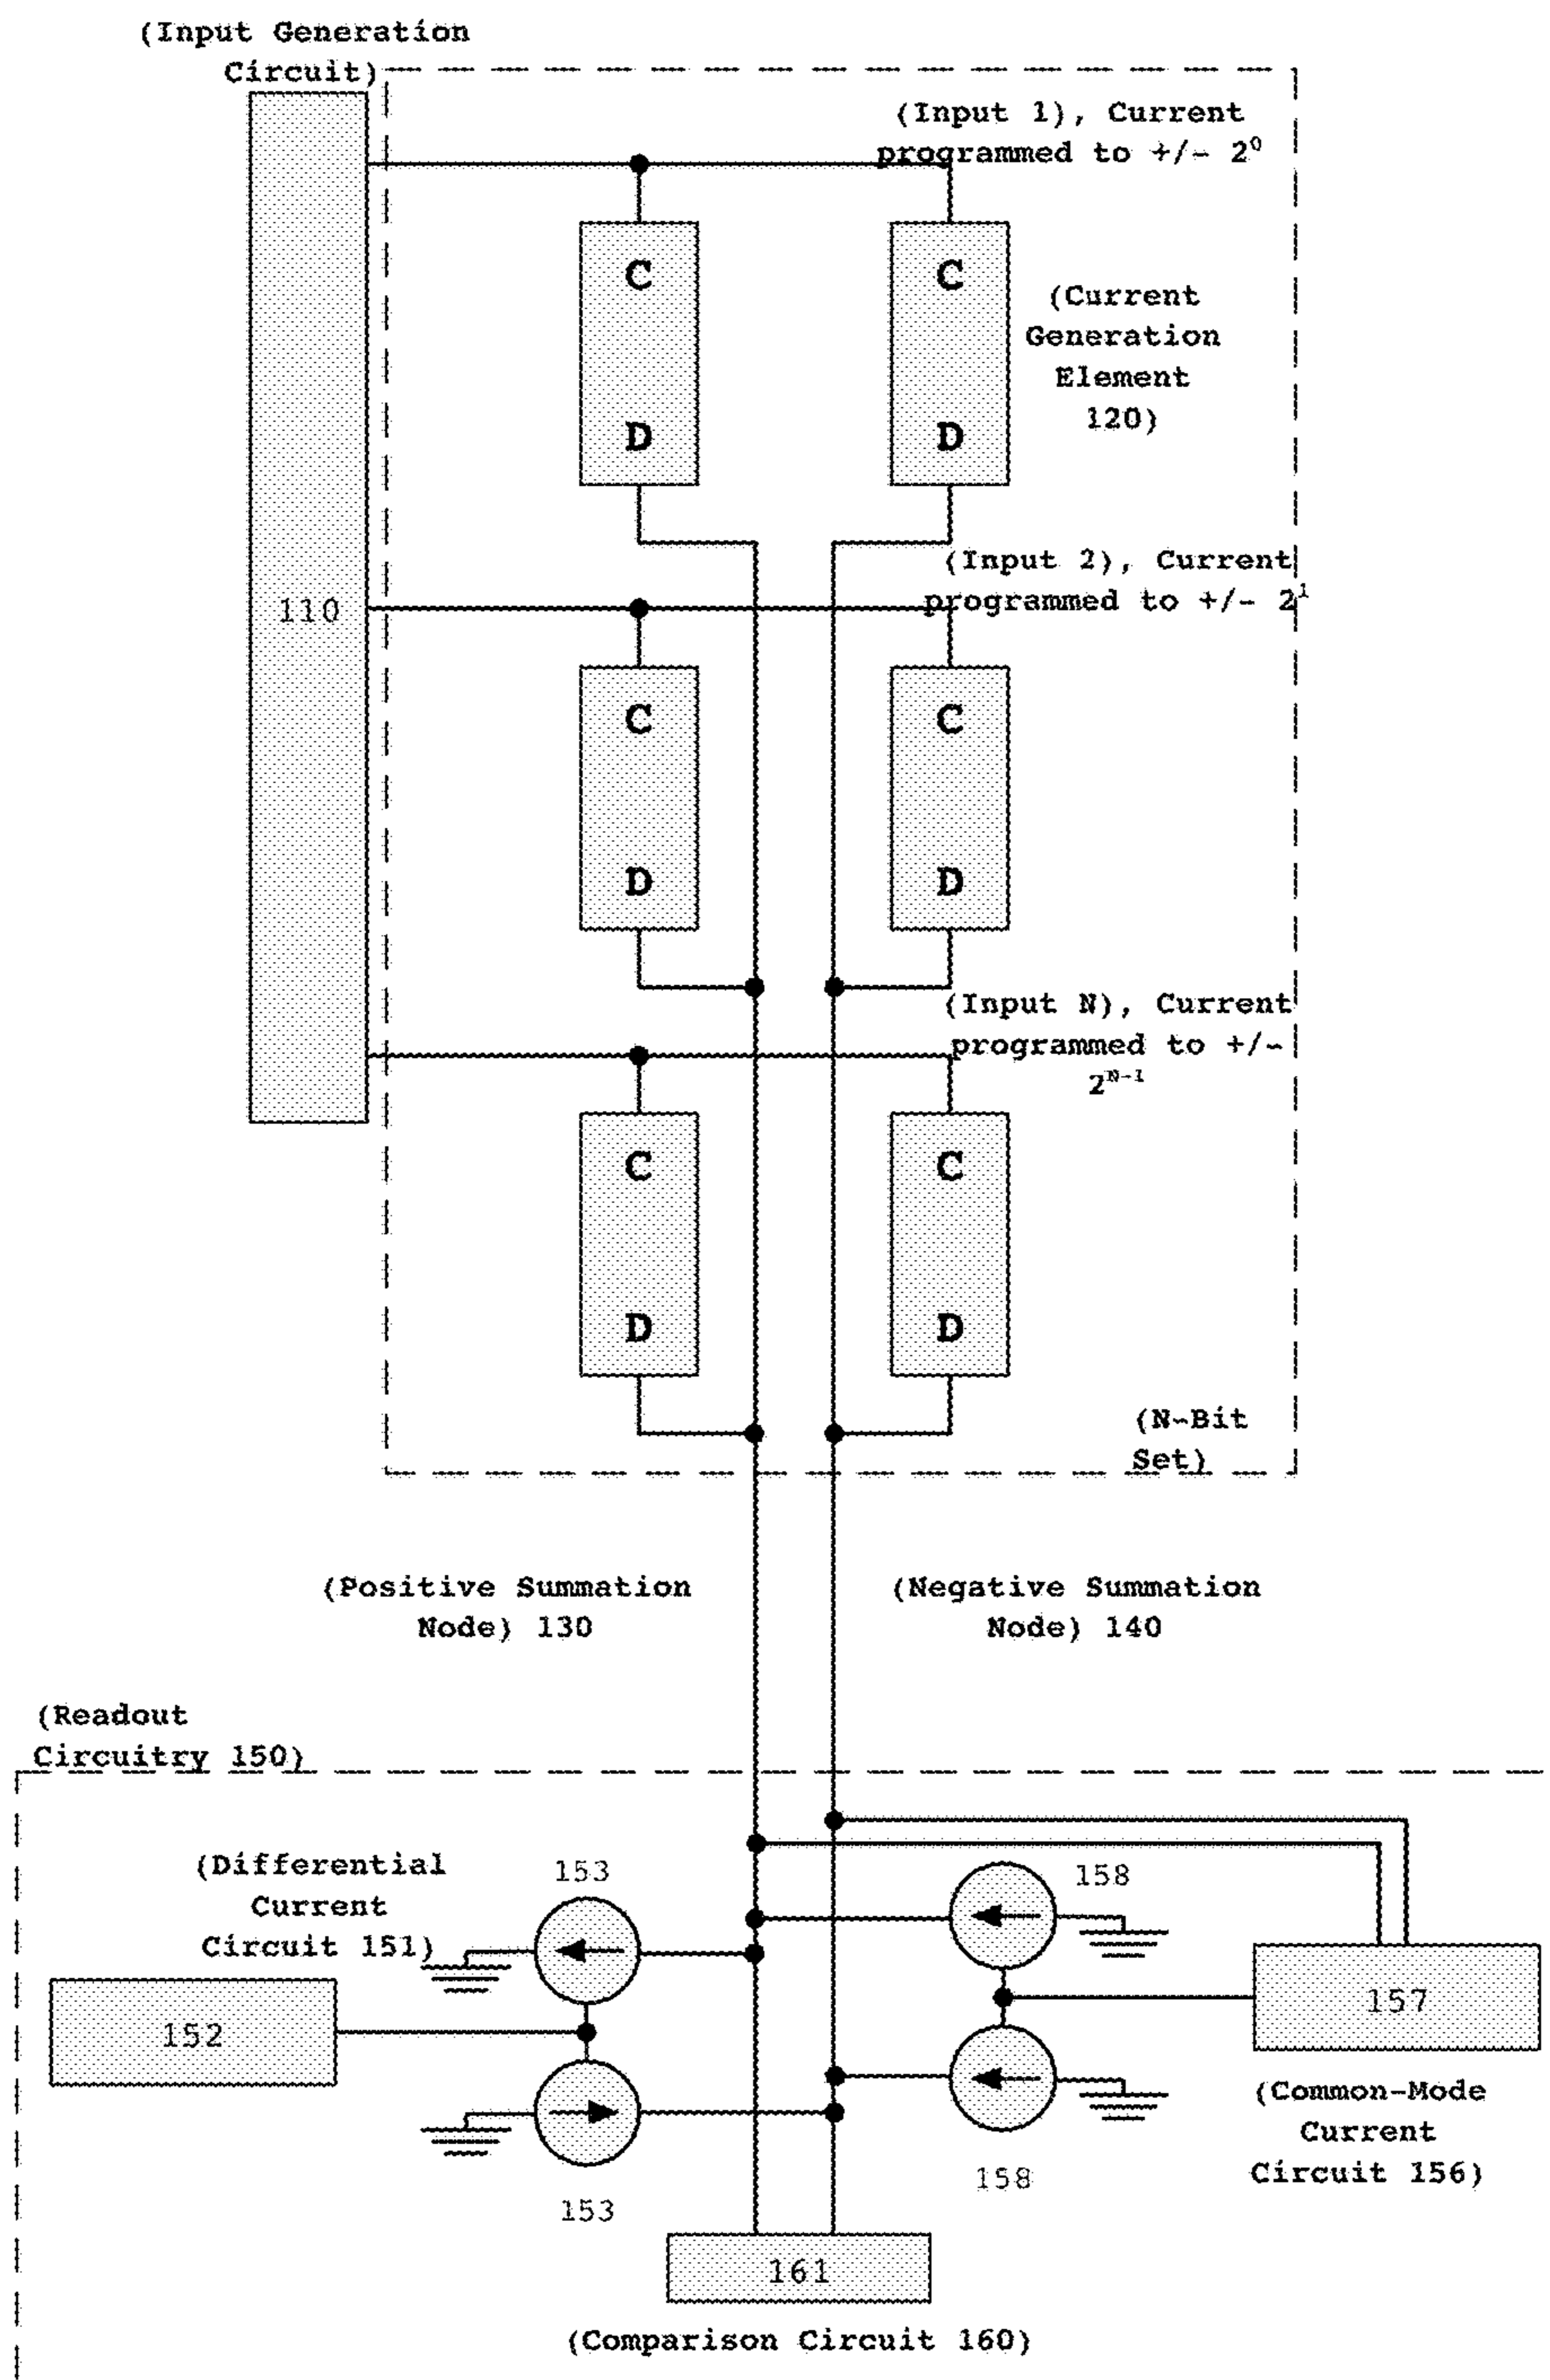 (Input Generation
Circuit)
(Input 1), Current
programmed to +/- 2⁰
C
C
(Current
Generation
Element
120)
D
D
(Input 2), Current
programmed to +/- 2¹
110
C
C
D
D
(Input N), Current
programmed to +/-
2ᴺ⁻¹
C
C
D
D
(N-Bit
Set)
(Positive Summation
Node) 130
(Negative Summation
Node) 140
(Readout
Circuitry 150)
(Differential
Current
Circuit 151)
153
158
152
157
153
158
(Common-Mode
Current
Circuit 156)
161
(Comparison Circuit 160)